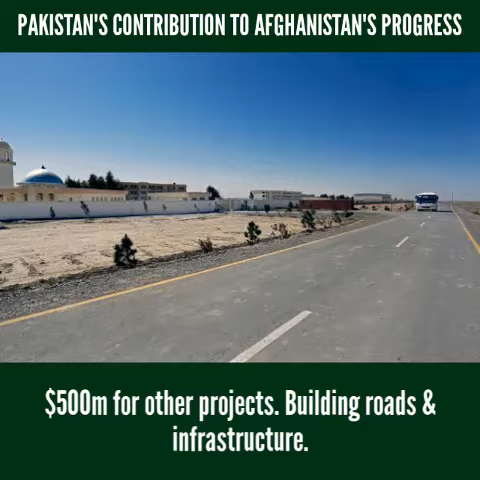 PAKISTAN'S CONTRIBUTION TO AFGHANISTAN'S PROGRESS
$500m for other projects. Building roads &
infrastructure.